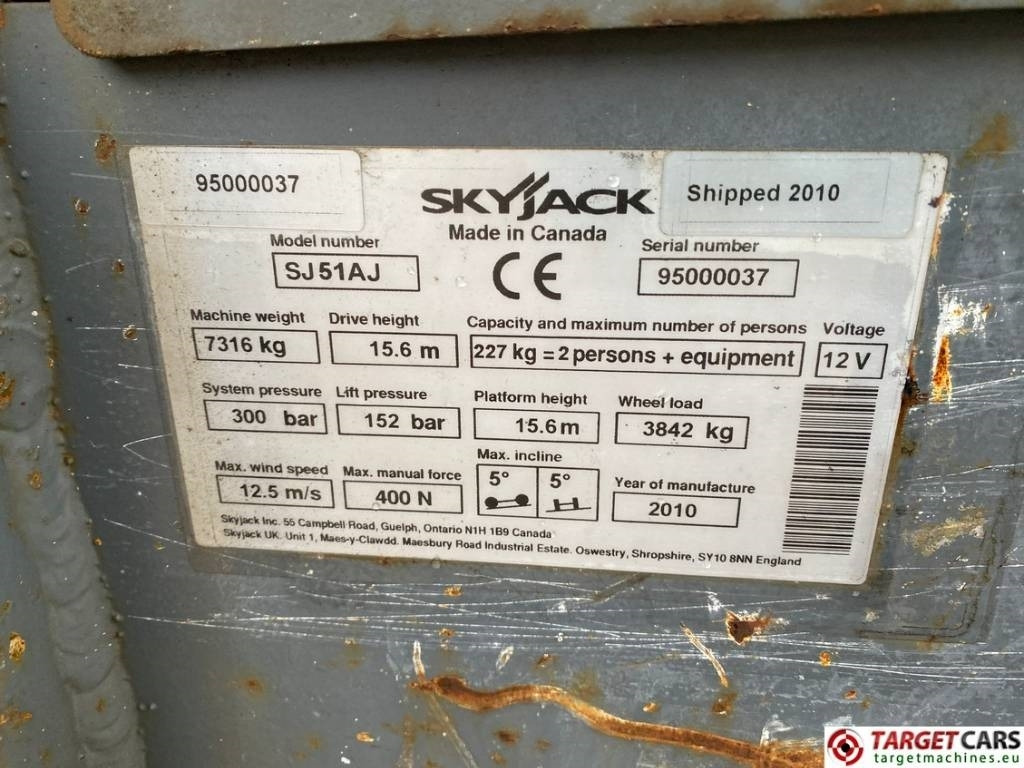 95000037
SKYJACK
Shipped 2010
Made in Canada
Model number
SJ51AJ
CE
Serial number
95000037
Machine weight
7316 kg
Drive height
15.6 m
Capacity and maximum number of persons
227 kg = 2 persons + equipment
Voltage
12 V
System pressure
300 bar
Lift pressure
152 bar
Platform height
15.6 m
Wheel load
3842 kg
Max. wind speed
12.5 m/s
Max. manual force
400 N
Max. incline
5° 5°
Year of manufacture
2010
Skyjack Inc. 55 Campbell Road, Guelph, Ontario N1H 1B9 Canada
Skyjack UK. Unit 1, Maes-y-Clawdd. Maesbury Road Industrial Estate. Oswestry, Shropshire, SY10 8NN England
TARGETCARS
targetmachines.eu